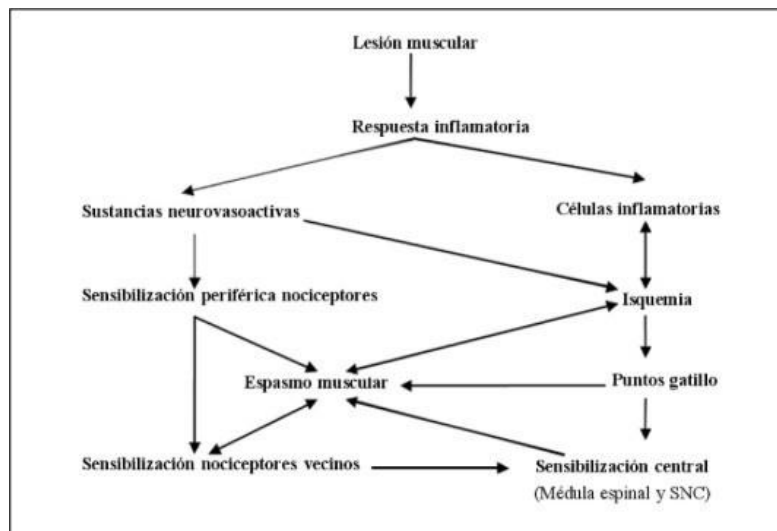 Lesión muscular
Respuesta inflamatoria
Sustancias neurovasoactivas
Células inflamatorias
Sensibilización periférica nociceptores
Isquemia
Espasmo muscular
Puntos gatillo
Sensibilización nociceptores vecinos
Sensibilización central
(Médula espinal y SNC)